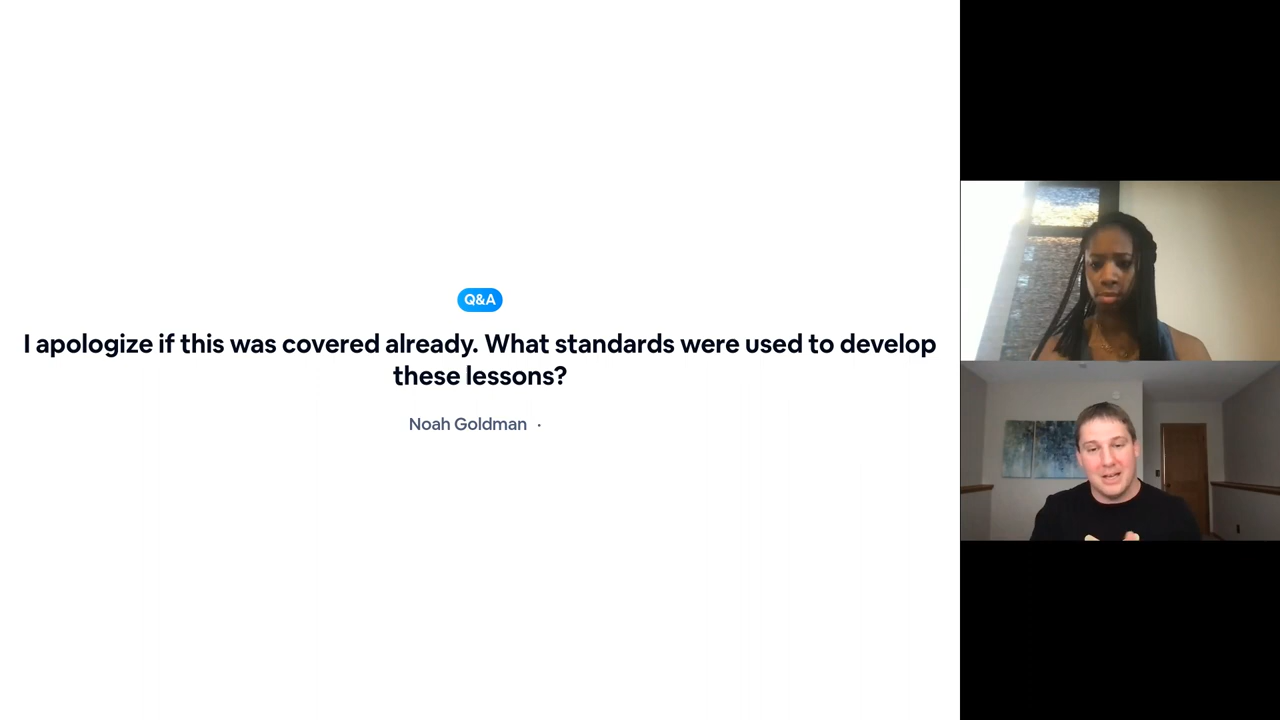 Q&A
I apologize if this was covered already. What standards were used to develop
these lessons?
Noah Goldman ·